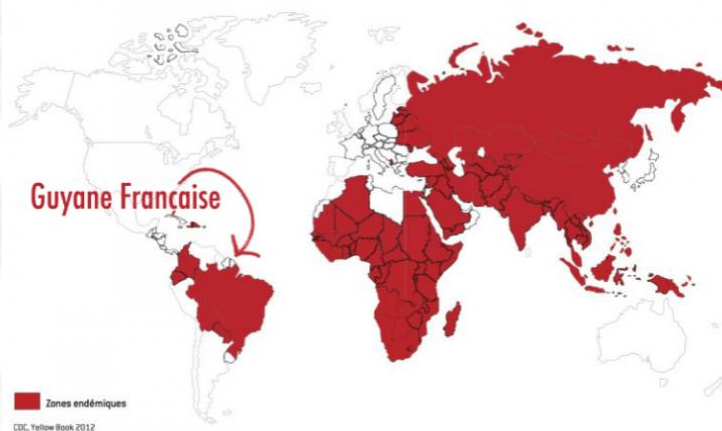 Guyane Française
Zones endémiques
CDC, Yellow Book 2012